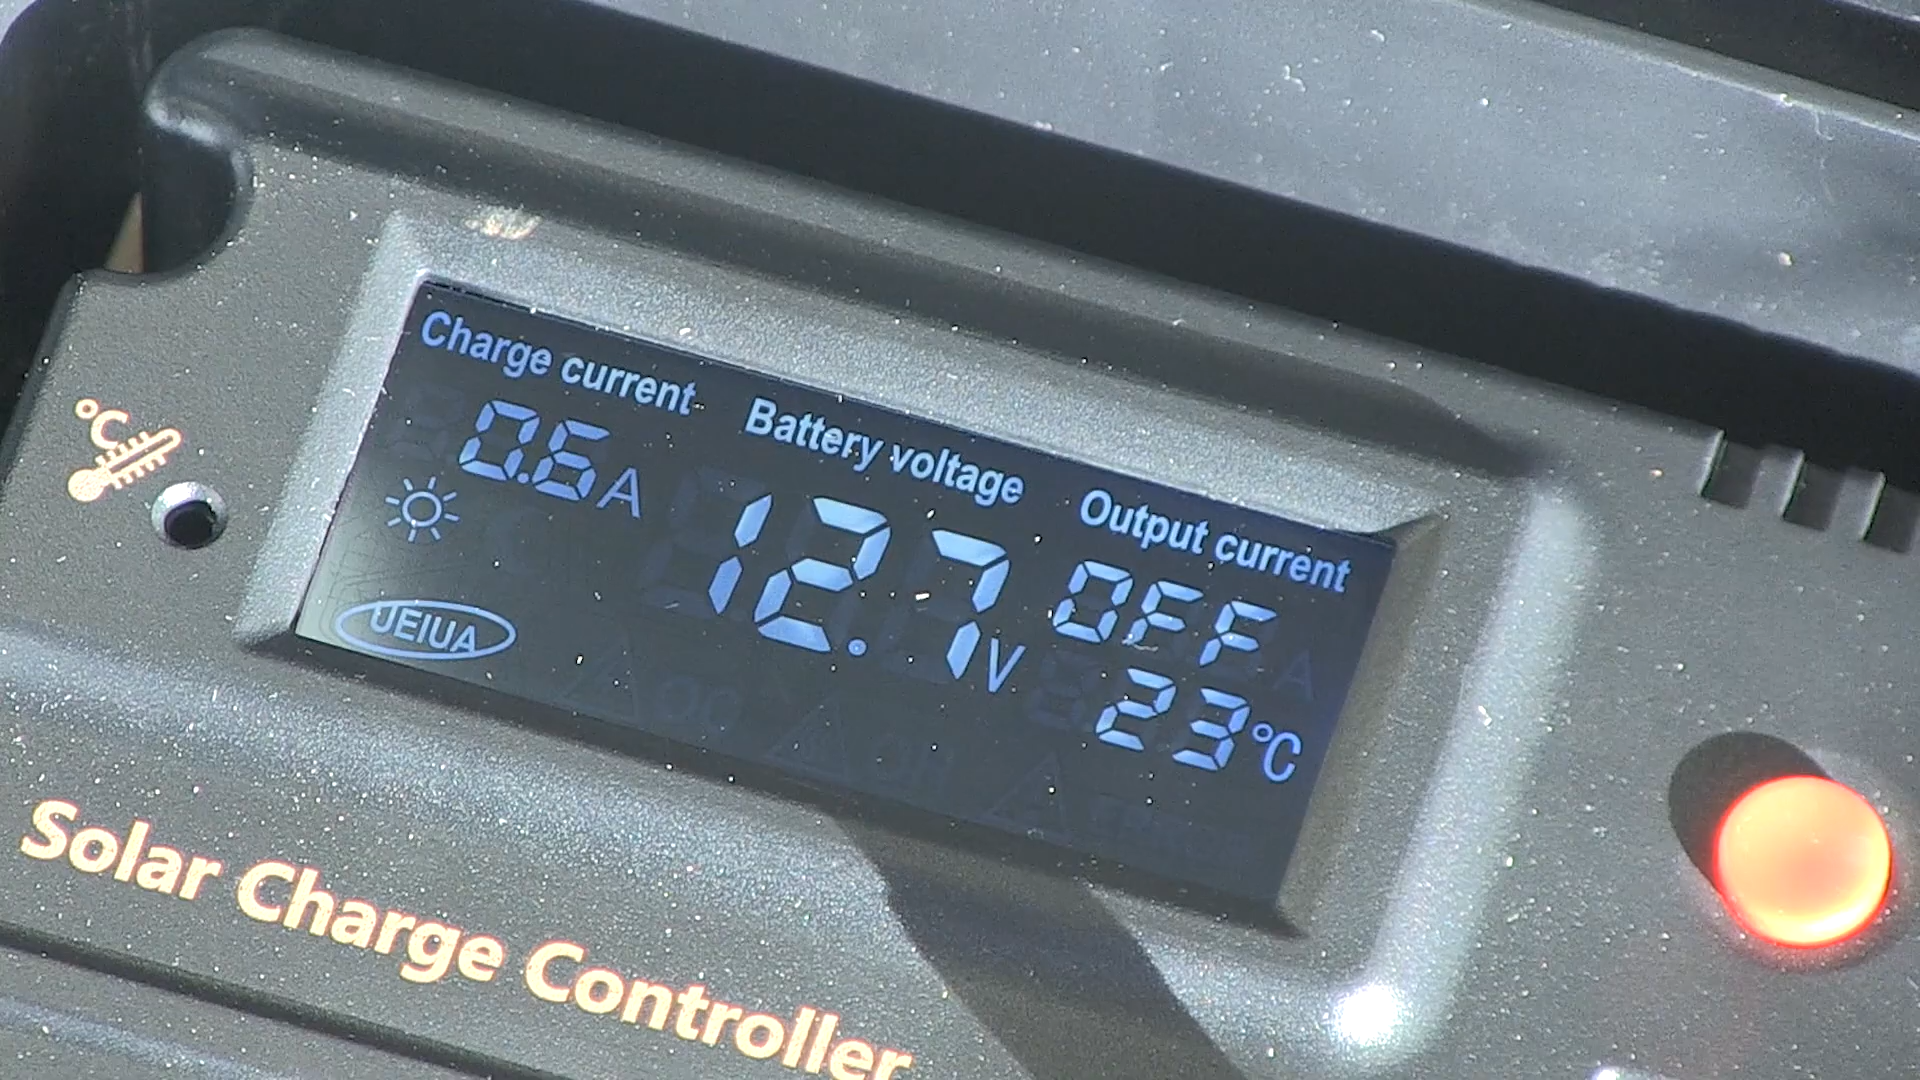 °C
Charge current
0.6A
Battery voltage
12.7V
Output current
OFF
23°C
UEIUA
Solar Charge Controller